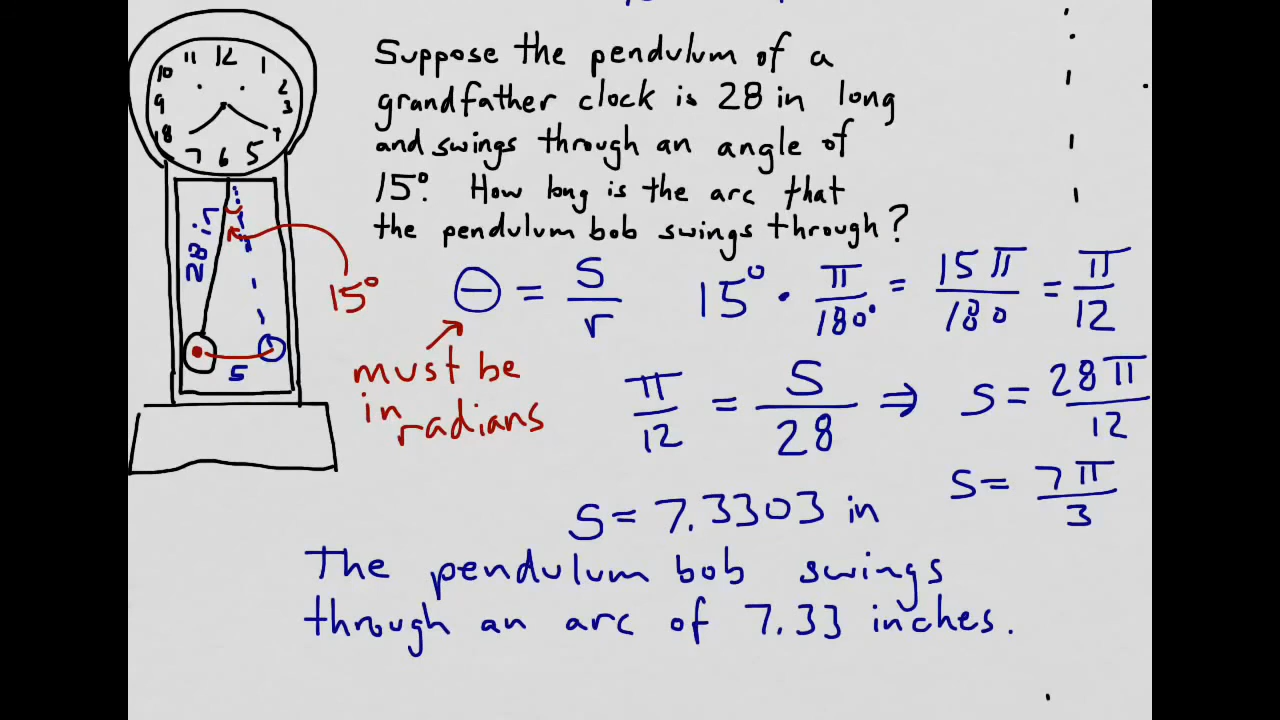 11 12 1
10 2
9 3
8 4
7 6 5
28 in
15°
s
Suppose the pendulum of a
grandfather clock is 28 in long
and swings through an angle of
15°. How long is the arc that
the pendulum bob swings through?
θ = S/r
15° · π/180° = 15π/180 = π/12
must be
in radians
π/12 = S/28 ⇒ S = 28π/12
S = 7π/3
S = 7.3303 in
The pendulum bob swings
through an arc of 7.33 inches.